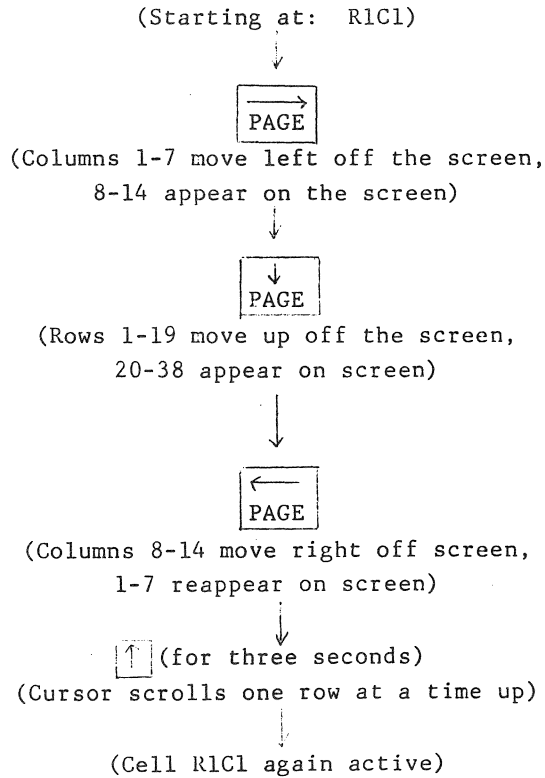 (Starting at: R1C1)
PAGE
(Columns 1-7 move left off the screen,
8-14 appear on the screen)
PAGE
(Rows 1-19 move up off the screen,
20-38 appear on screen)
PAGE
(Columns 8-14 move right off screen,
1-7 reappear on screen)
(for three seconds)
(Cursor scrolls one row at a time up)
(Cell R1C1 again active)